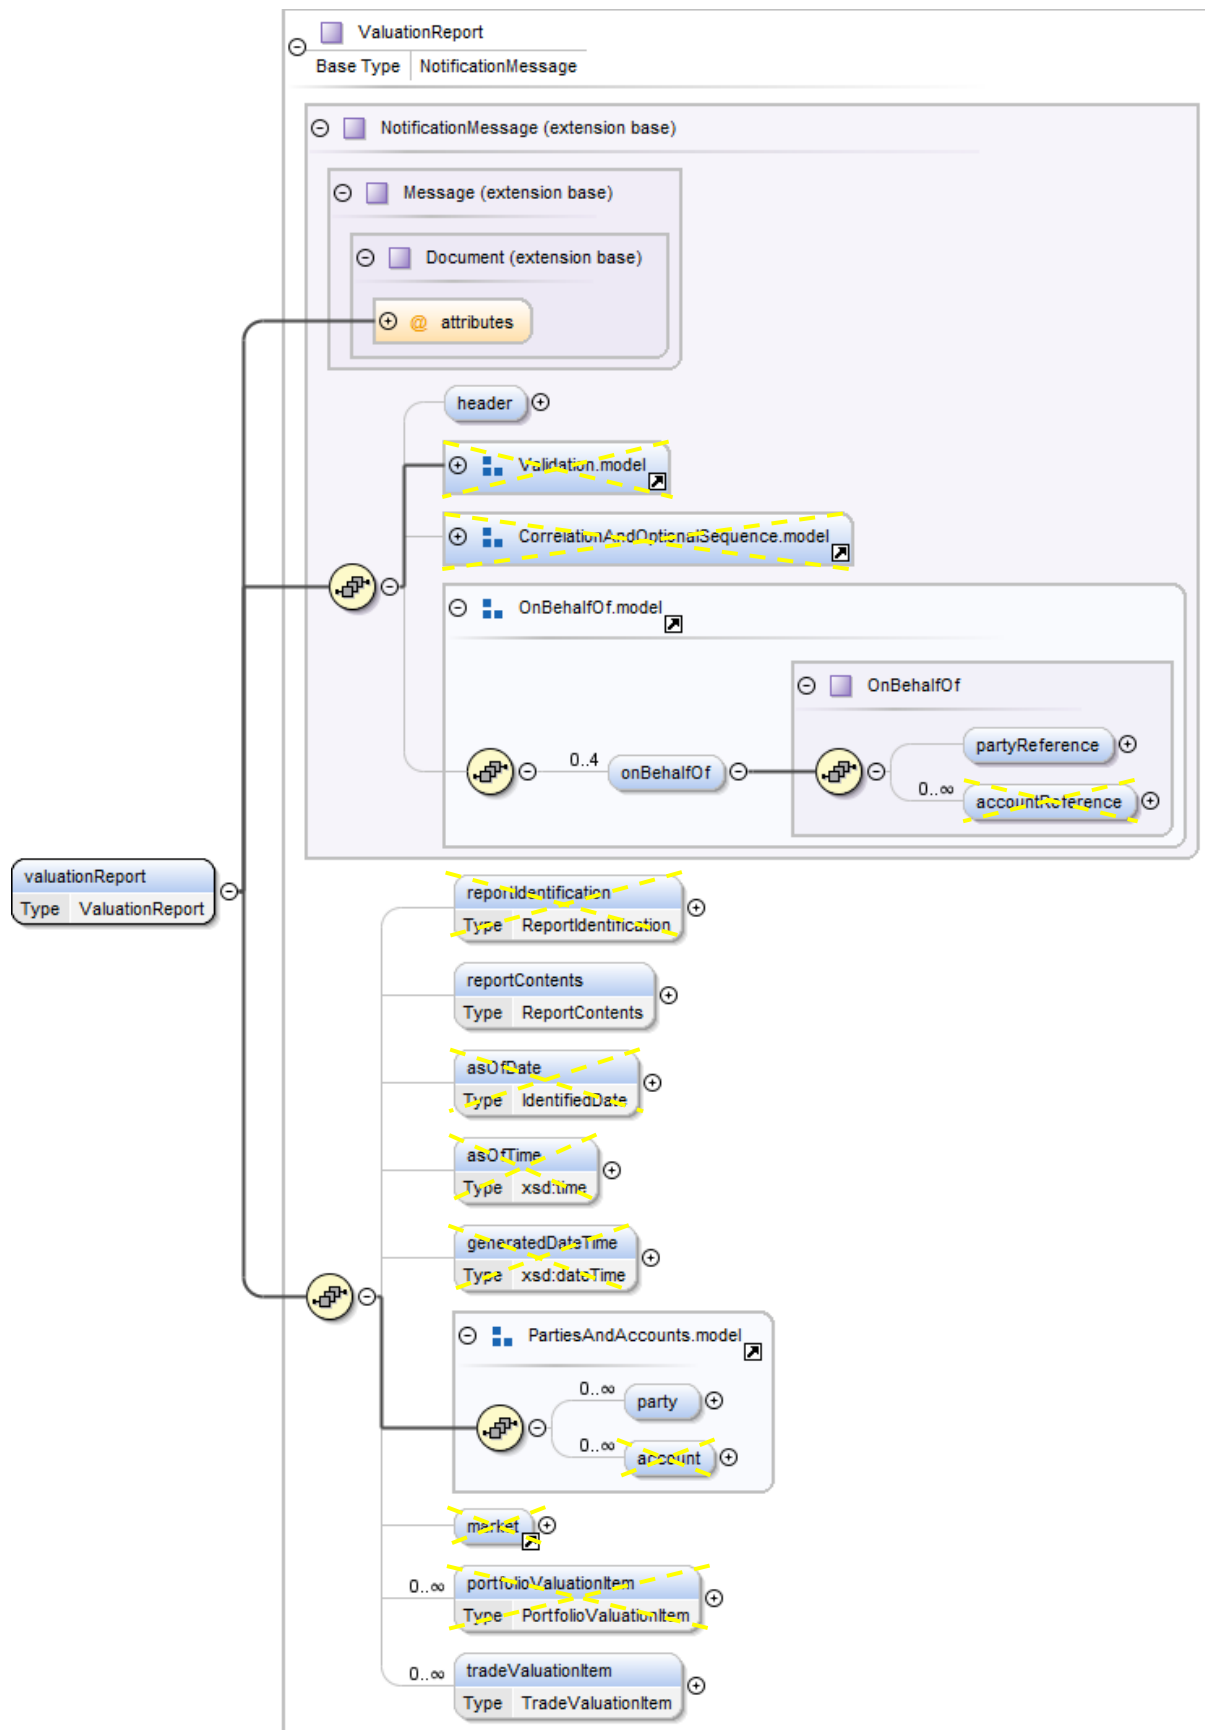 ValuationReport
Base Type NotificationMessage
NotificationMessage (extension base)
Message (extension base)
Document (extension base)
@ attributes
header
Validation.model
CorrelationAndOptionalSequence.model
OnBehalfOf.model
OnBehalfOf
partyReference
0..4 onBehalfOf
0..∞ accountReference
valuationReport
Type ValuationReport
reportIdentification
Type ReportIdentification
reportContents
Type ReportContents
asOfDate
Type IdentifiedDate
asOfTime
Type xsd:time
generatedDateTime
Type xsd:dateTime
PartiesAndAccounts.model
0..∞ party
0..∞ account
market
0..∞ portfolioValuationItem
Type PortfolioValuationItem
0..∞ tradeValuationItem
Type TradeValuationItem